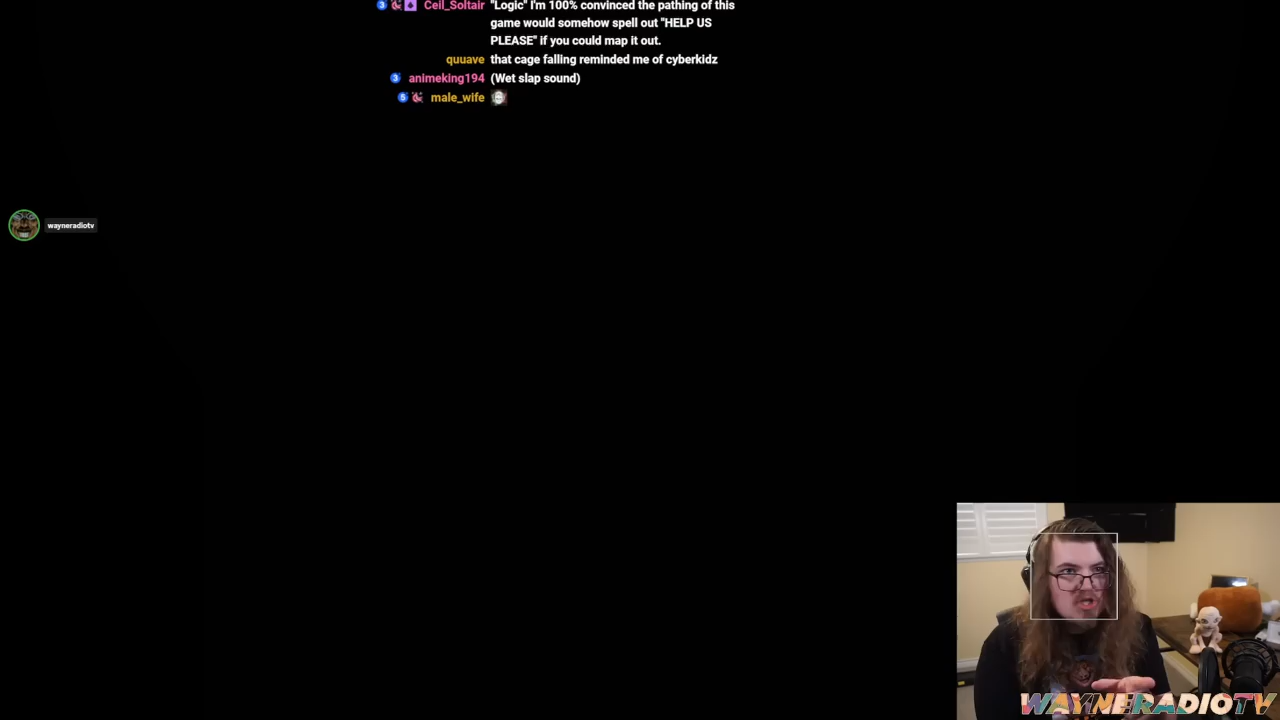 Ceil_Soltair "Logic" I'm 100% convinced the pathing of this
game would somehow spell out "HELP US
PLEASE" if you could map it out.
quuave that cage falling reminded me of cyberkidz
3 animeking194 (Wet slap sound)
male_wife
wayneradiotv
WAYNERADIOTV